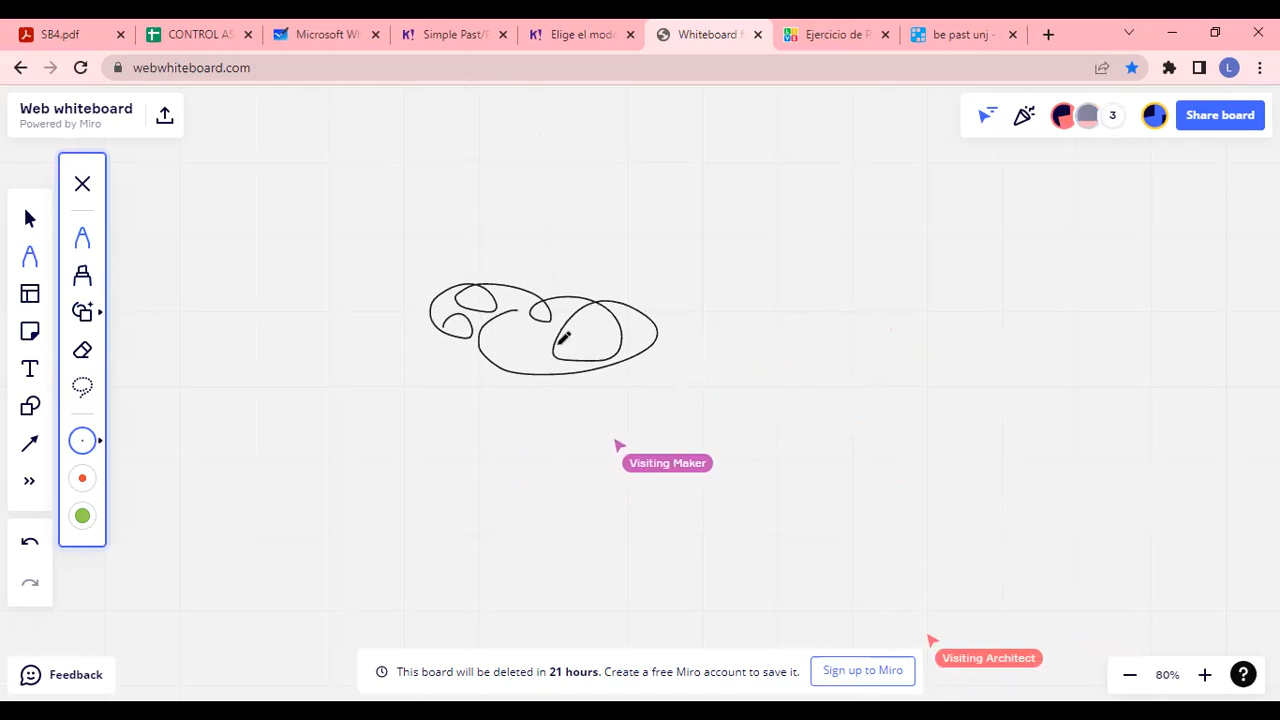 SB4.pdf
CONTROL AS
Microsoft Wh
Simple Past/P
Elige el mode
Whiteboard f
Ejercicio de R
be past unj -
webwhiteboard.com
L
Web whiteboard
Powered by Miro
3
Share board
Visiting Maker
Visiting Architect
Feedback
This board will be deleted in 21 hours. Create a free Miro account to save it.
Sign up to Miro
80%